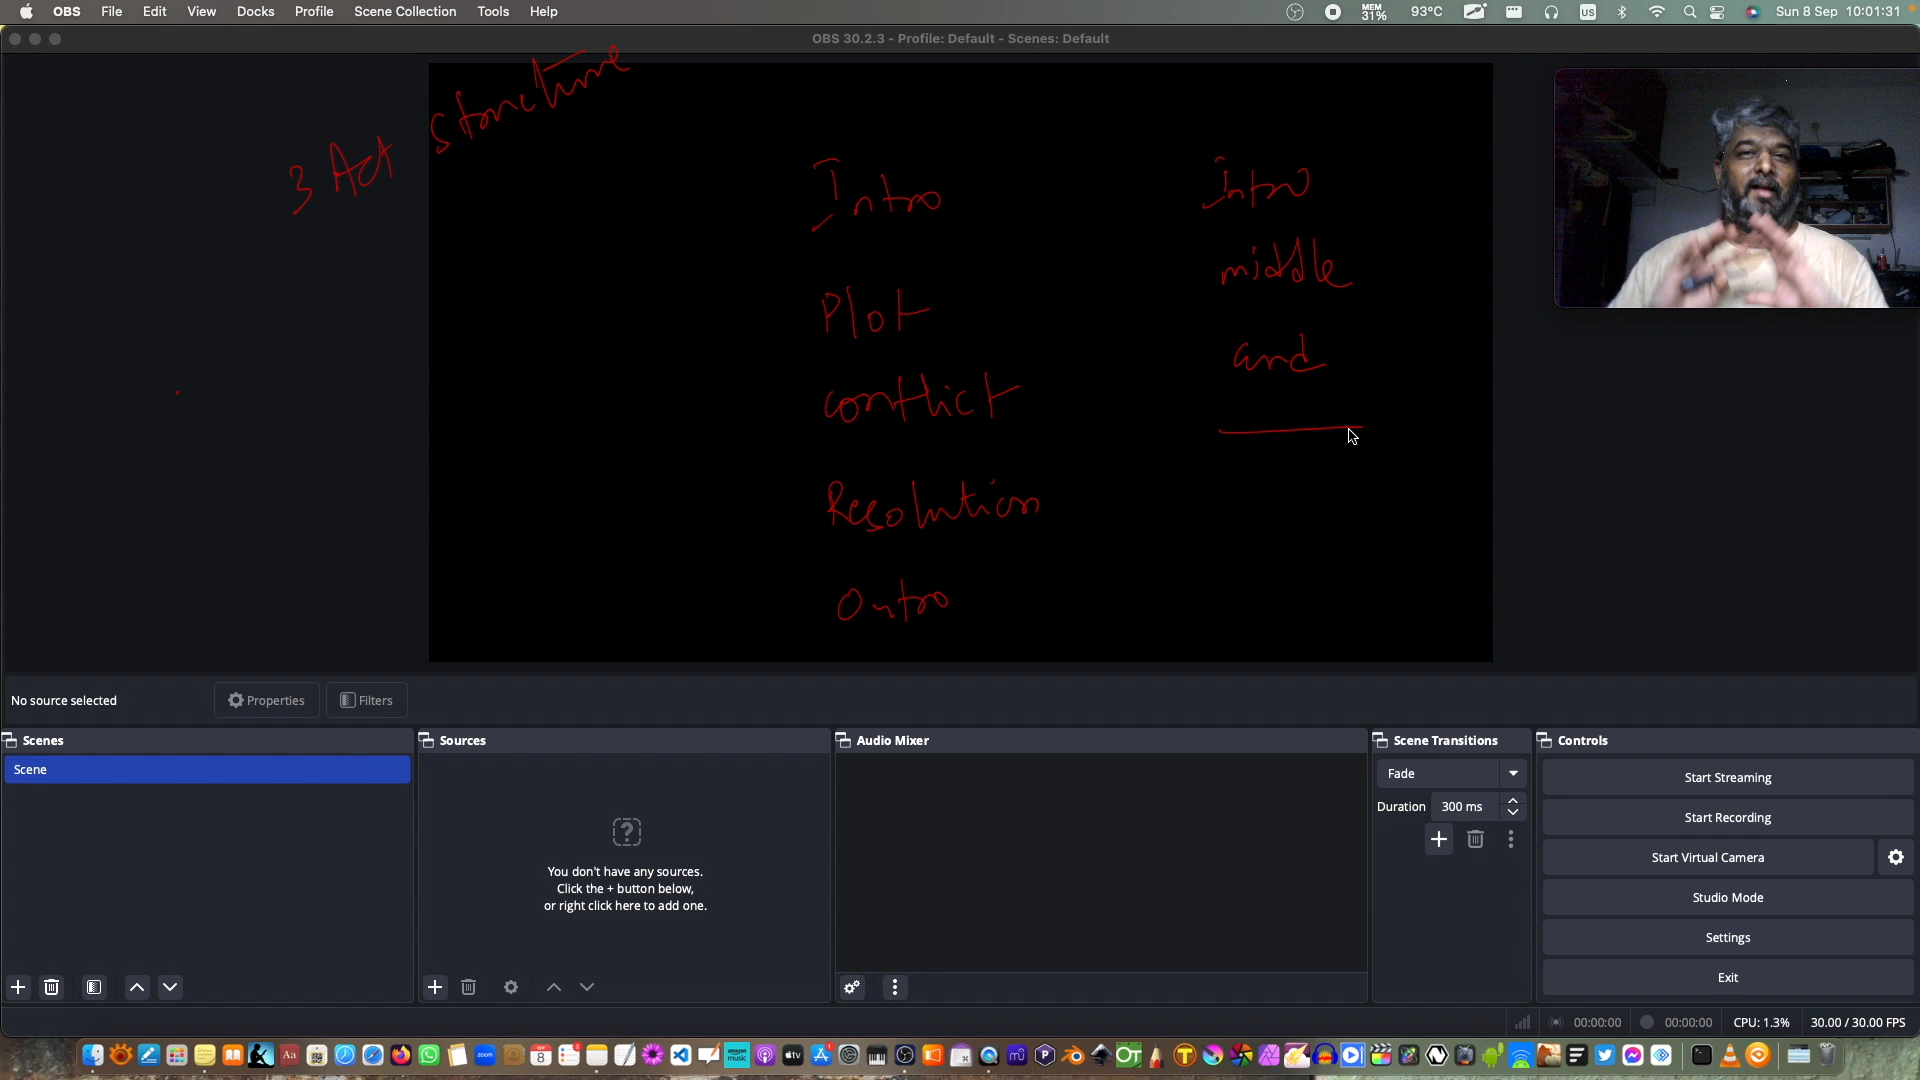 OBS File Edit View Docks Profile Scene Collection Tools Help
MEM 31% 93°C US Sun 8 Sep 10:01:31
OBS 30.2.3 - Profile: Default - Scenes: Default
3 Act structure
Intro
Plot
conflict
Resolution
Outro
Intro
middle
and
No source selected Properties Filters
Scenes
Scene
Sources
You don't have any sources.
Click the + button below,
or right click here to add one.
Audio Mixer
Scene Transitions
Fade
Duration 300 ms
Controls
Start Streaming
Start Recording
Start Virtual Camera
Studio Mode
Settings
Exit
00:00:00 00:00:00 CPU: 1.3% 30.00 / 30.00 FPS